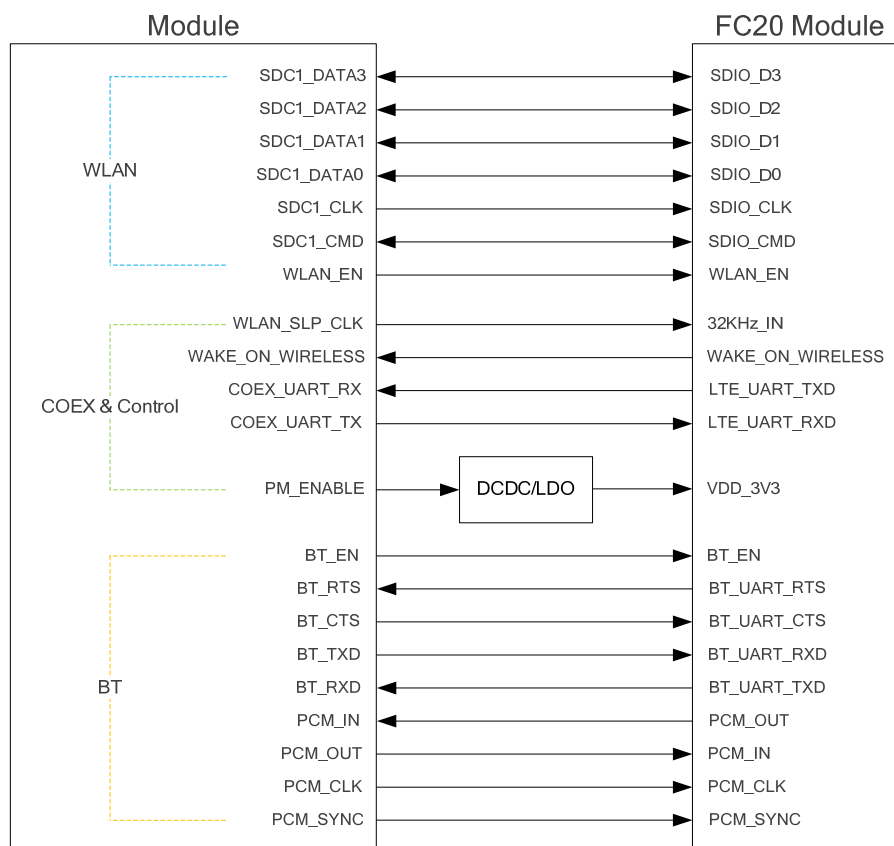 Module FC20 Module
SDC1_DATA3 SDIO_D3
SDC1_DATA2 SDIO_D2
SDC1_DATA1 SDIO_D1
WLAN
SDC1_DATA0 SDIO_D0
SDC1_CLK SDIO_CLK
SDC1_CMD SDIO_CMD
WLAN_EN WLAN_EN
WLAN_SLP_CLK 32KHz_IN
WAKE_ON_WIRELESS WAKE_ON_WIRELESS
COEX_UART_RX LTE_UART_TXD
COEX & Control
COEX_UART_TX LTE_UART_RXD
PM_ENABLE DCDC/LDO VDD_3V3
BT_EN BT_EN
BT_RTS BT_UART_RTS
BT_CTS BT_UART_CTS
BT_TXD BT_UART_RXD
BT
BT_RXD BT_UART_TXD
PCM_IN PCM_OUT
PCM_OUT PCM_IN
PCM_CLK PCM_CLK
PCM_SYNC PCM_SYNC